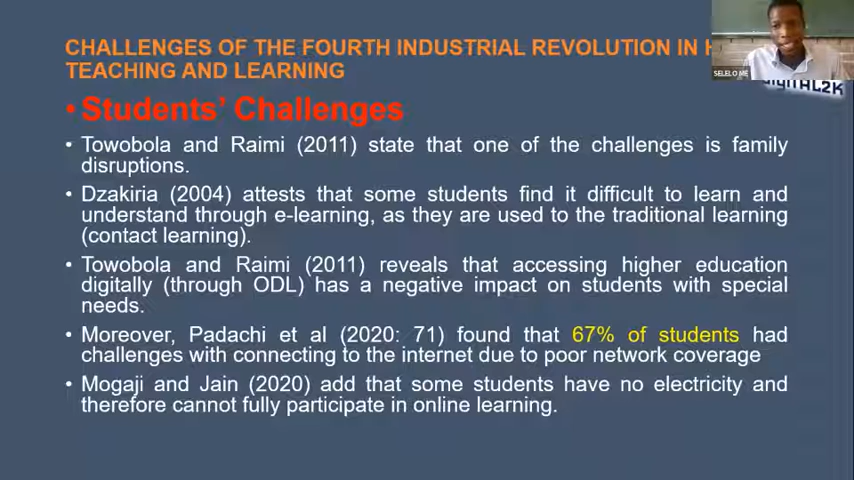 CHALLENGES OF THE FOURTH INDUSTRIAL REVOLUTION IN
TEACHING AND LEARNING
SELELO ME
DIGITAL2K
• Students' Challenges
• Towobola and Raimi (2011) state that one of the challenges is family
disruptions.
• Dzakiria (2004) attests that some students find it difficult to learn and
understand through e-learning, as they are used to the traditional learning
(contact learning).
• Towobola and Raimi (2011) reveals that accessing higher education
digitally (through ODL) has a negative impact on students with special
needs.
• Moreover, Padachi et al (2020: 71) found that 67% of students had
challenges with connecting to the internet due to poor network coverage
• Mogaji and Jain (2020) add that some students have no electricity and
therefore cannot fully participate in online learning.